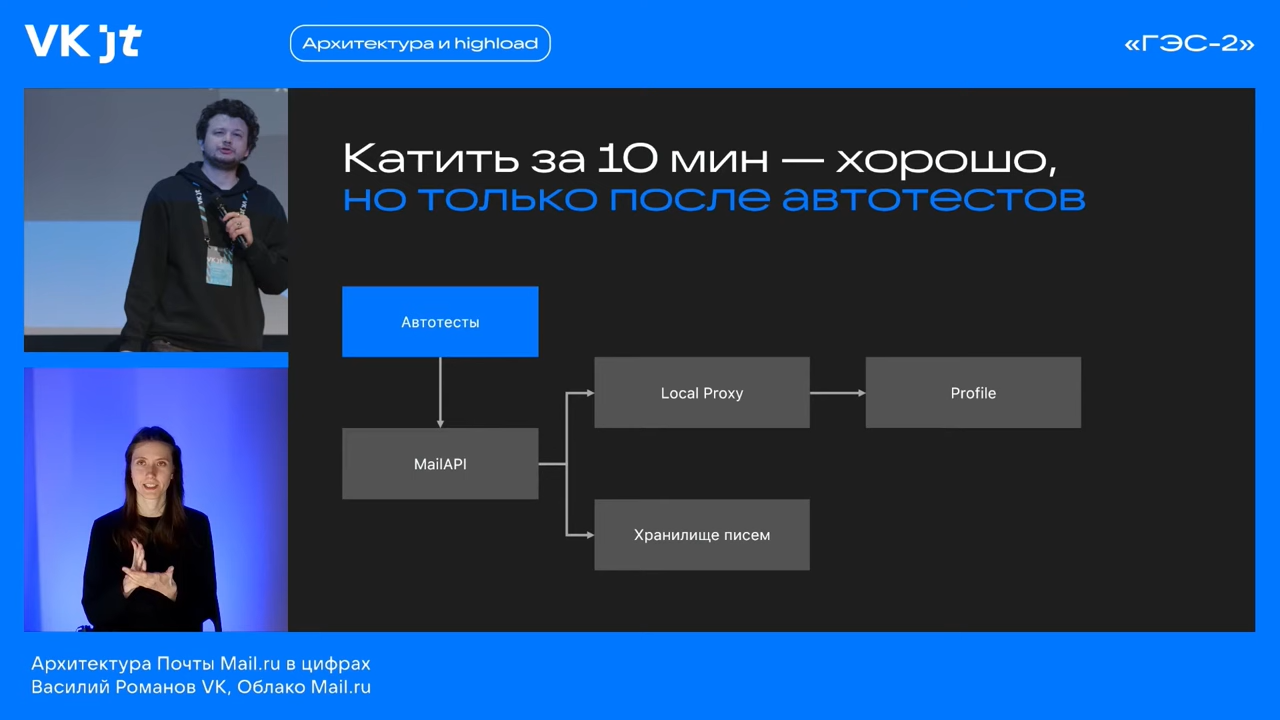 VK jt
Архитектура и highload
«ГЭС-2»
Катить за 10 мин — хорошо,
но только после автотестов
Автотесты
Local Proxy
Profile
MailAPI
Хранилище писем
Архитектура Почты Mail.ru в цифрах
Василий Романов VK, Облако Mail.ru